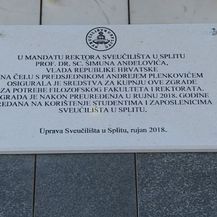 U MANDATU REKTORA SVEUČILIŠTA U SPLITU
PROF. DR. SC. ŠIMUNA ANĐELOVIĆA,
VLADA REPUBLIKE HRVATSKE
NA ČELU S PREDSJEDNIKOM ANDREJEM PLENKOVIĆEM
OSIGURALA JE SREDSTVA ZA KUPNJU OVE ZGRADE
ZA POTREBE FILOZOFSKOG FAKULTETA I REKTORATA.
ZGRADA JE NAKON PREUREĐENJA U RUJNU 2018. GODINE
PREDANA NA KORIŠTENJE STUDENTIMA I ZAPOSLENICIMA
SVEUČILIŠTA U SPLITU.
Uprava Sveučilišta u Splitu, rujan 2018.